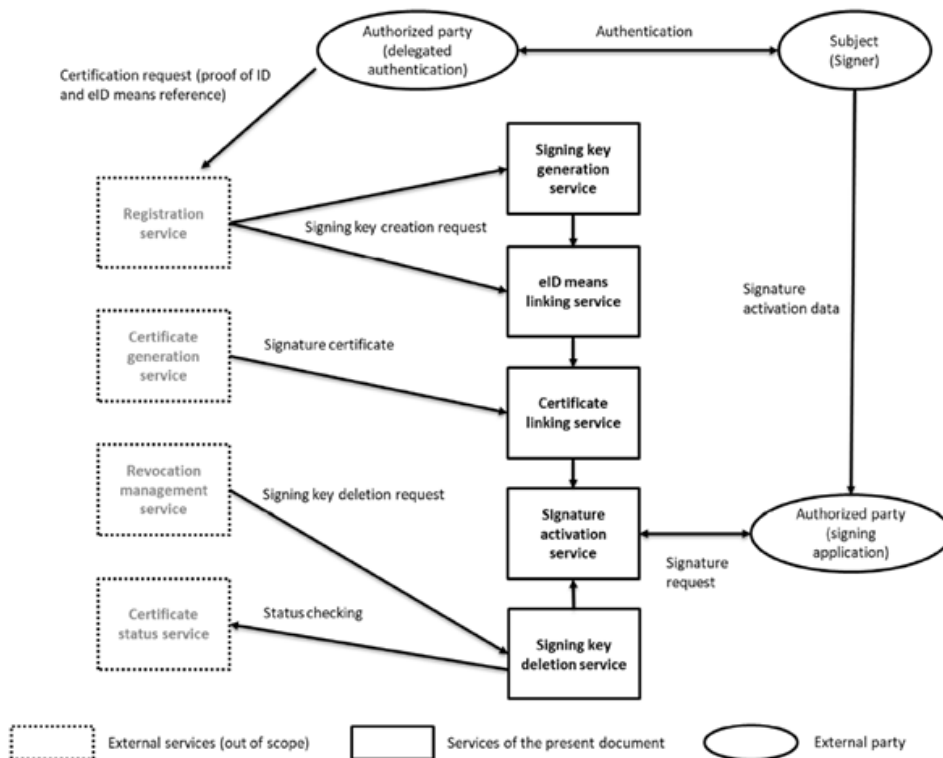 Authorized party
(delegated
authentication)
Authentication
Subject
(Signer)
Certification request (proof of ID
and eID means reference)
Signing key
generation
service
Registration
service
Signing key creation request
eID means
linking service
Signature
activation data
Certificate
generation
service
Signature certificate
Certificate
linking service
Revocation
management
service
Signing key deletion request
Signature
activation
service
Authorized party
(signing
application)
Signature
request
Certificate
status service
Status checking
Signing key
deletion service
External services (out of scope)
Services of the present document
External party